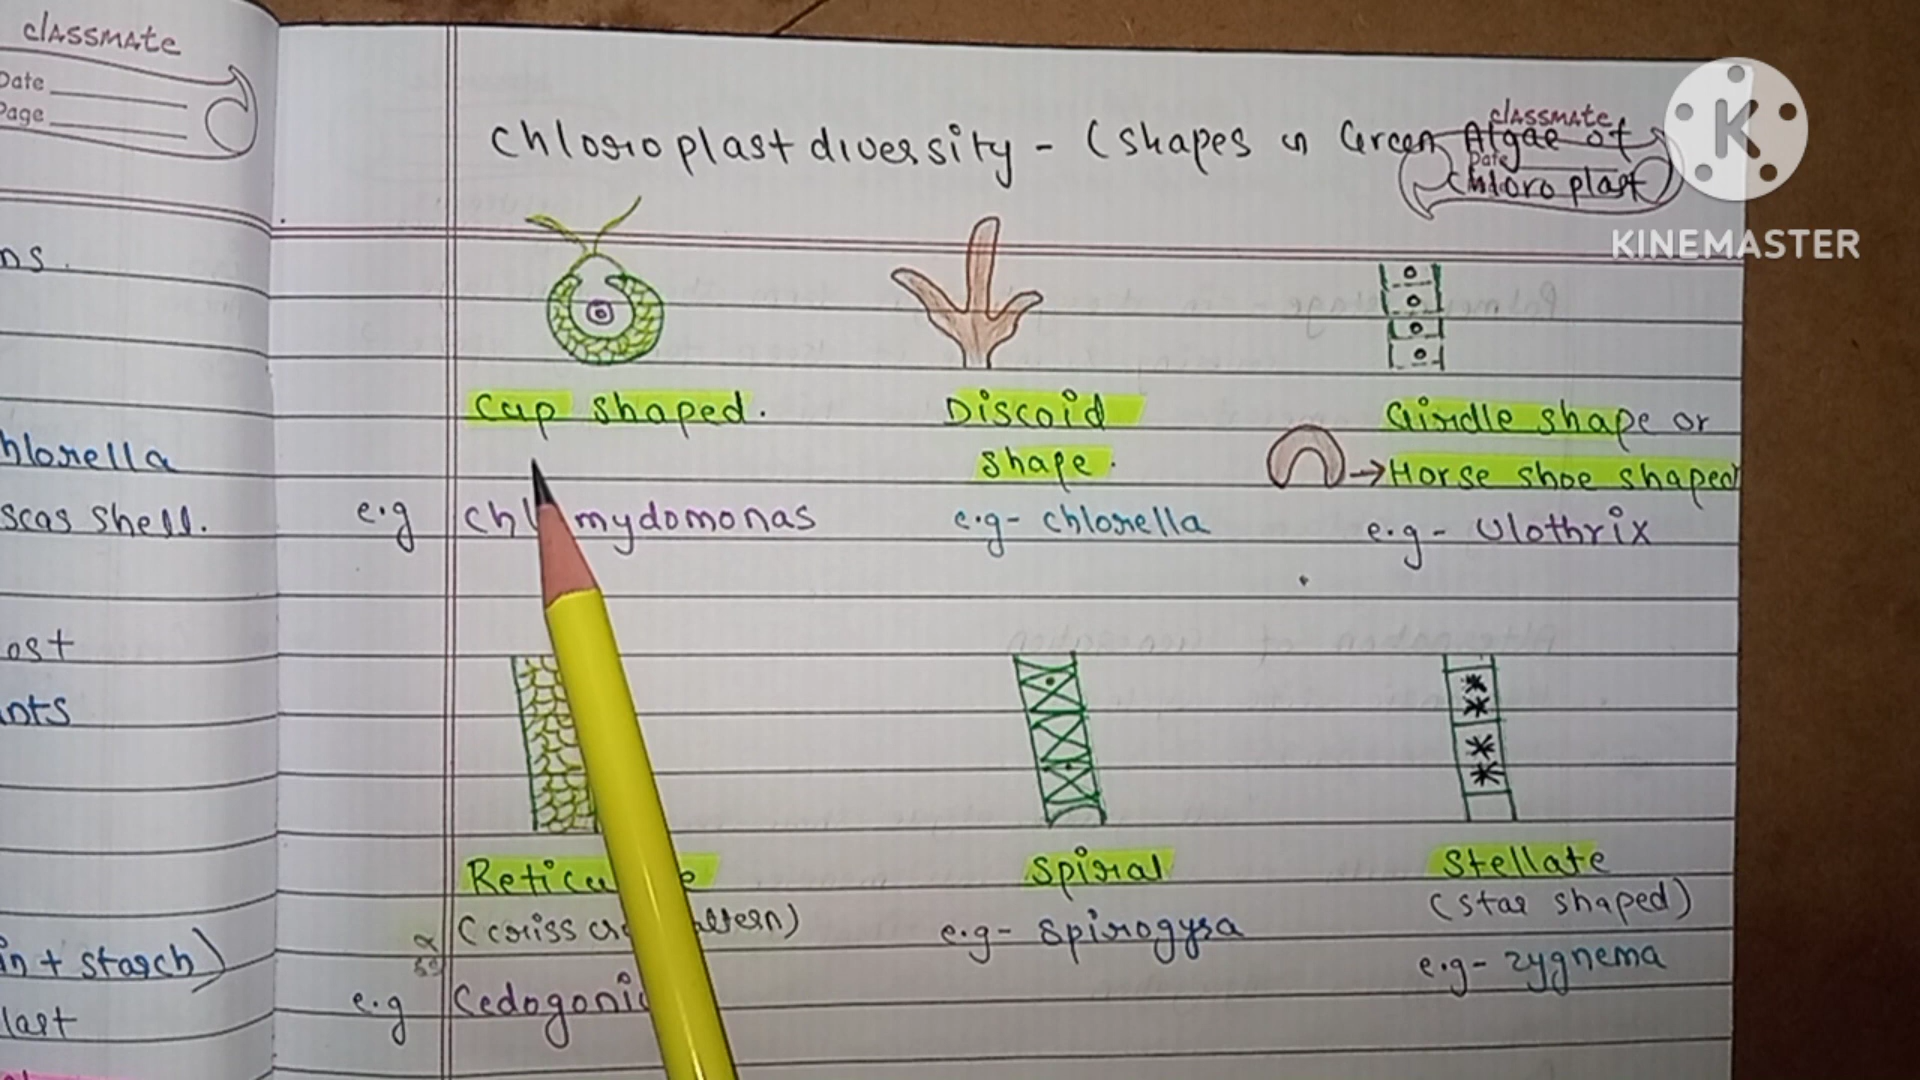 classmate
Date
Page
classmate
Date
Chloroplast diversity - (shapes in Green Algae of
Chloroplast)
K
KINEMASTER
ns.
Cup shaped.
Discoid
shape.
Girdle shape or
Horse shoe shaped
hlorella
scas shell.
e.g
mydomonas
e.g- chlorella
e.g- Ulothrix
ost
nts
Spiral
Stellate
(star shaped)
(criss
e.g- spirogyra
e.g- zygnema
in + starch)
e.g
last